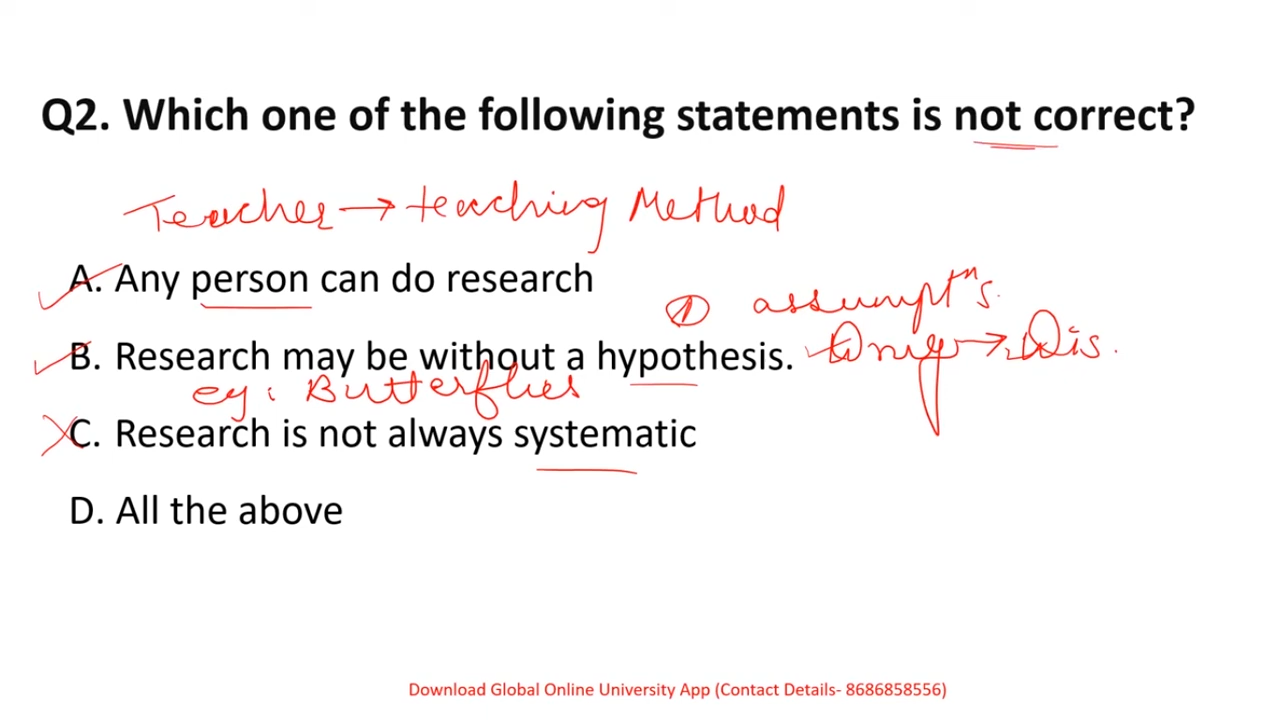 Q2. Which one of the following statements is not correct?
Teacher → teaching Method
A. Any person can do research
① assumptⁿs.
B. Research may be without a hypothesis.
→ Dis.
eg: Butterflies
C. Research is not always systematic
D. All the above
Download Global Online University App (Contact Details- 8686858556)